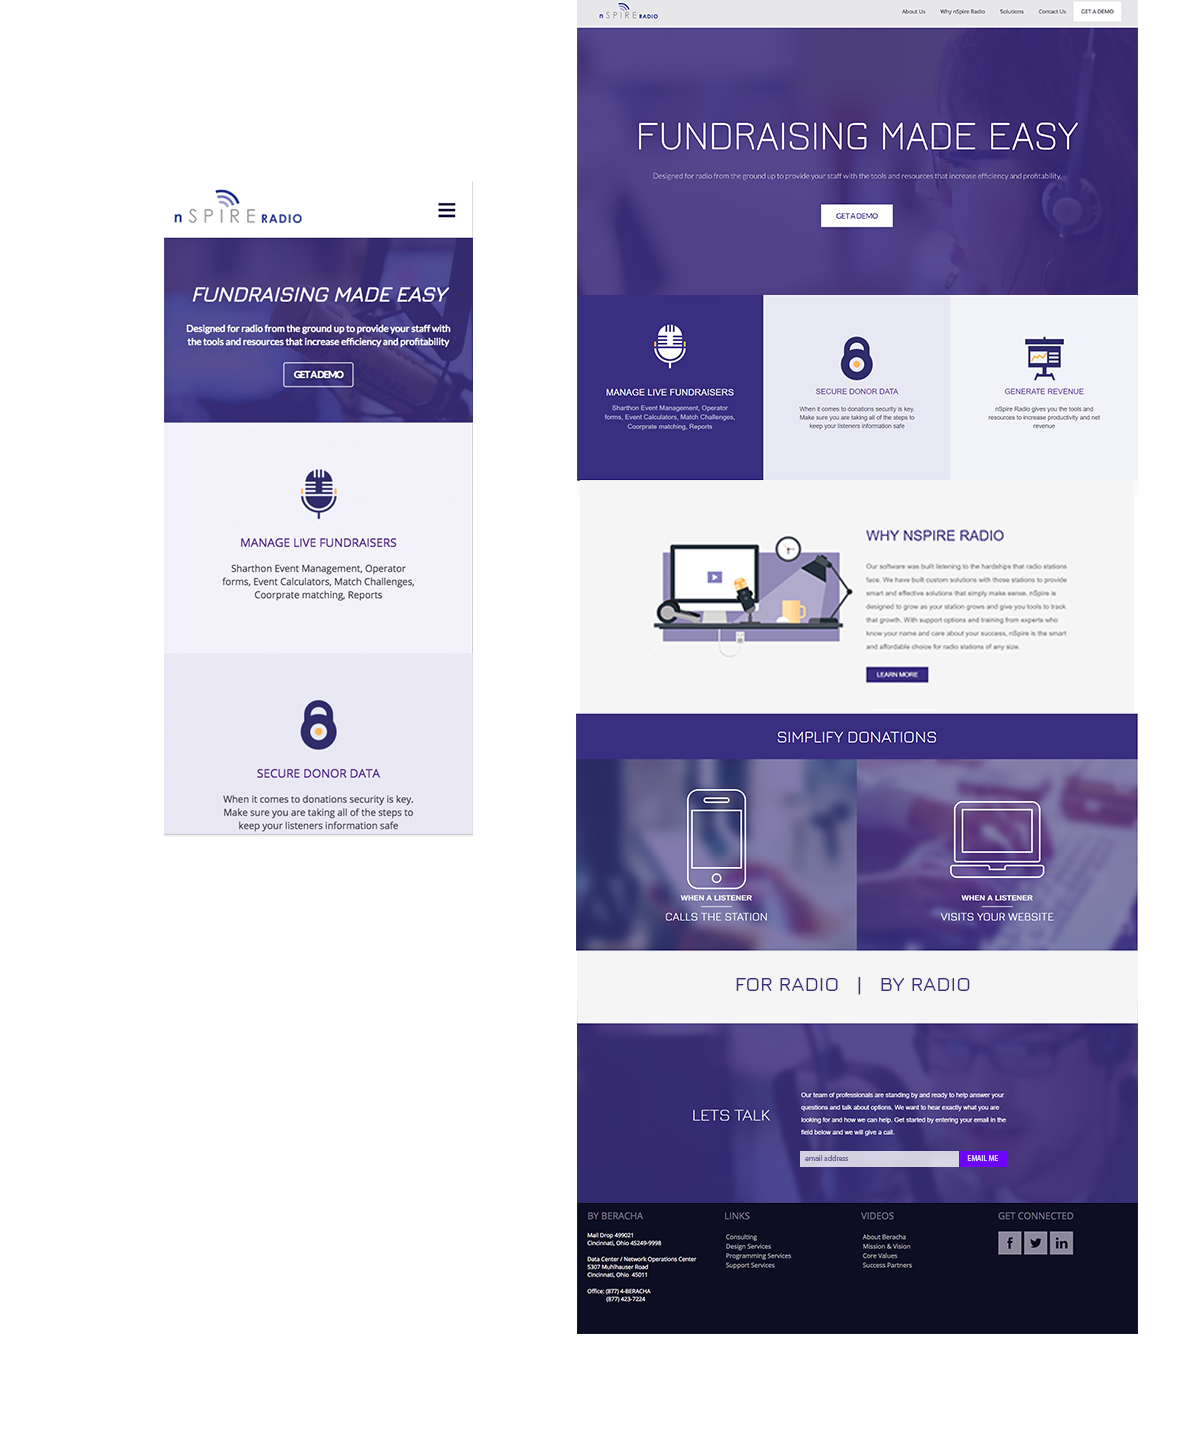 nSPIRE RADIO
FUNDRAISING MADE EASY
Designed for radio from the ground up to provide your staff with
the tools and resources that increase efficiency and profitability
GET A DEMO
MANAGE LIVE FUNDRAISERS
Sharthon Event Management, Operator
forms, Event Calculators, Match Challenges,
Coorprate matching, Reports
SECURE DONOR DATA
When it comes to donations security is key.
Make sure you are taking all of the steps to
keep your listeners information safe
nSPIRE RADIO
About Us Why nSpire Radio Solutions Contact Us GET A DEMO
FUNDRAISING MADE EASY
Designed for radio from the ground up to provide your staff with the tools and resources that increase efficiency and profitability.
GET A DEMO
MANAGE LIVE FUNDRAISERS
Sharthon Event Management, Operator
forms, Event Calculators, Match Challenges,
Coorprate matching, Reports
SECURE DONOR DATA
When it comes to donations security is key.
Make sure you are taking all of the steps to
keep your listeners information safe
GENERATE REVENUE
nSpire Radio gives you the tools and
resources to increase productivity and net
revenue
WHY NSPIRE RADIO
Our software was built listening to the hardships that radio stations
face. We have built custom solutions with those stations to provide
smart and effective solutions that simply make sense. nSpire is
designed to grow as your station grows and give you tools to track
that growth. With support options and training from experts who
know your name and care about your success, nSpire is the smart
and affordable choice for radio stations of any size.
LEARN MORE
SIMPLIFY DONATIONS
WHEN A LISTENER
CALLS THE STATION
WHEN A LISTENER
VISITS YOUR WEBSITE
FOR RADIO | BY RADIO
LETS TALK
Our team of professionals are standing by and ready to help answer your
questions and talk about options. We want to hear exactly what you are
looking for and how we can help. Get started by entering your email in the
field below and we will give a call.
email address
EMAIL ME
BY BERACHA
Mail Drop 499021
Cincinnati, Ohio 45249-9998
Data Center / Network Operations Center
5307 Muhlhauser Road
Cincinnati, Ohio 45011
Office: (877) 4-BERACHA
(877) 423-7224
LINKS
Consulting
Design Services
Programming Services
Support Services
VIDEOS
About Beracha
Mission & Vision
Core Values
Success Partners
GET CONNECTED